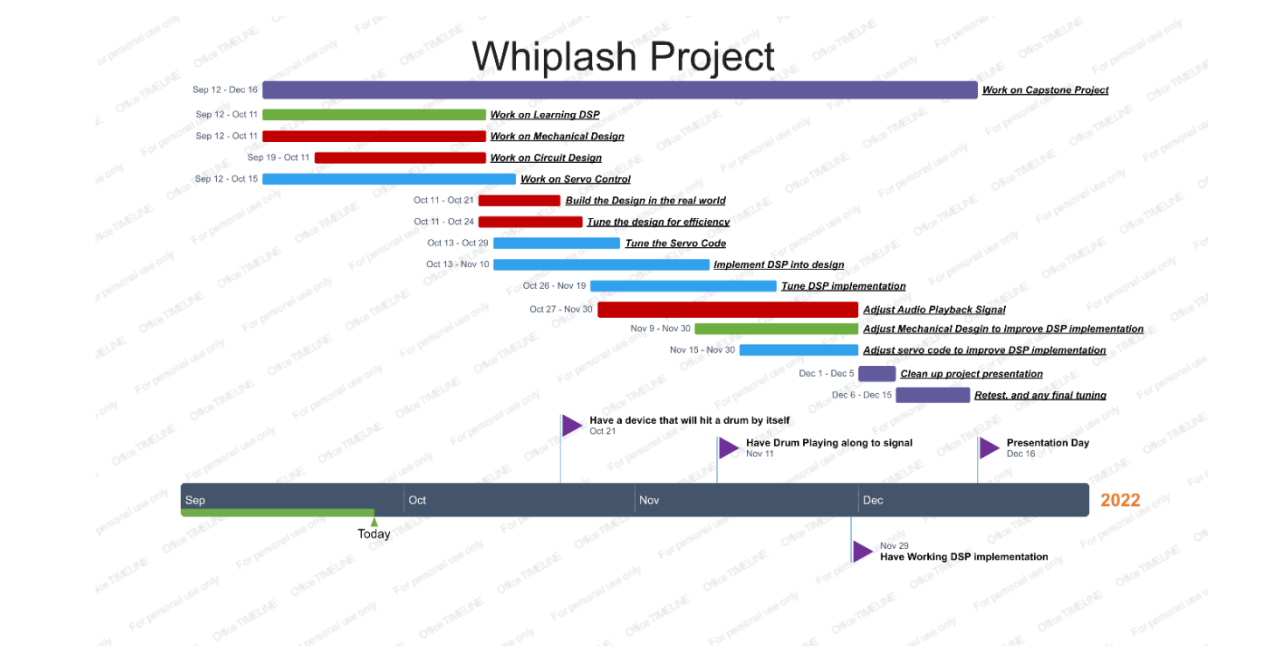 Whiplash Project
Sep 12 - Dec 16 Work on Capstone Project
Sep 12 - Oct 11 Work on Learning DSP
Sep 12 - Oct 11 Work on Mechanical Design
Sep 19 - Oct 11 Work on Circuit Design
Sep 12 - Oct 15 Work on Servo Control
Oct 11 - Oct 21 Build the Design in the real world
Oct 11 - Oct 24 Tune the design for efficiency
Oct 13 - Oct 29 Tune the Servo Code
Oct 13 - Nov 10 Implement DSP into design
Oct 26 - Nov 19 Tune DSP implementation
Oct 27 - Nov 30 Adjust Audio Playback Signal
Nov 9 - Nov 30 Adjust Mechanical Desgin to improve DSP implementation
Nov 15 - Nov 30 Adjust servo code to improve DSP implementation
Dec 1 - Dec 5 Clean up project presentation
Dec 6 - Dec 15 Retest, and any final tuning
Have a device that will hit a drum by itself
Oct 21
Have Drum Playing along to signal
Nov 11
Presentation Day
Dec 16
Sep Oct Nov Dec 2022
Today
Nov 29
Have Working DSP implementation
For personal use only
Office TIMELINE